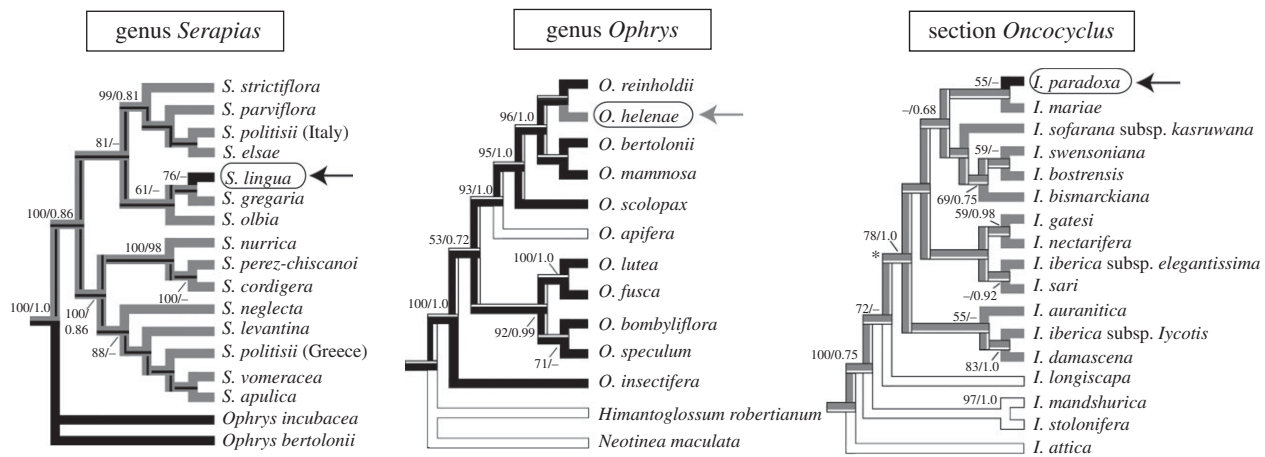 genus Serapias
99/0.81
S. strictiflora
S. parviflora
S. politisii (Italy)
S. elsae
81/–
76/–
S. lingua
61/–
S. gregaria
S. olbia
100/0.86
S. nurrica
100/98
S. perez-chiscanoi
S. cordigera
100/–
100/
0.86
S. neglecta
S. levantina
88/–
S. politisii (Greece)
S. vomeracea
S. apulica
100/1.0
Ophrys incubacea
Ophrys bertolonii
genus Ophrys
O. reinholdii
96/1.0
O. helenae
O. bertolonii
95/1.0
O. mammosa
93/1.0
O. scolopax
O. apifera
53/0.72
100/1.0
O. lutea
O. fusca
100/1.0
92/0.99
O. bombyliflora
O. speculum
71/–
O. insectifera
Himantoglossum robertianum
Neotinea maculata
section Oncocyclus
55/–
I. paradoxa
–/0.68
I. mariae
I. sofarana subsp. kasruwana
59/–
I. swensoniana
I. bostrensis
69/0.75
I. bismarckiana
59/0.98
I. gatesi
78/1.0
I. nectarifera
*
I. iberica subsp. elegantissima
–/0.92
I. sari
72/–
55/–
I. auranitica
I. iberica subsp. Iycotis
83/1.0
I. damascena
100/0.75
I. longiscapa
97/1.0
I. mandshurica
I. stolonifera
I. attica